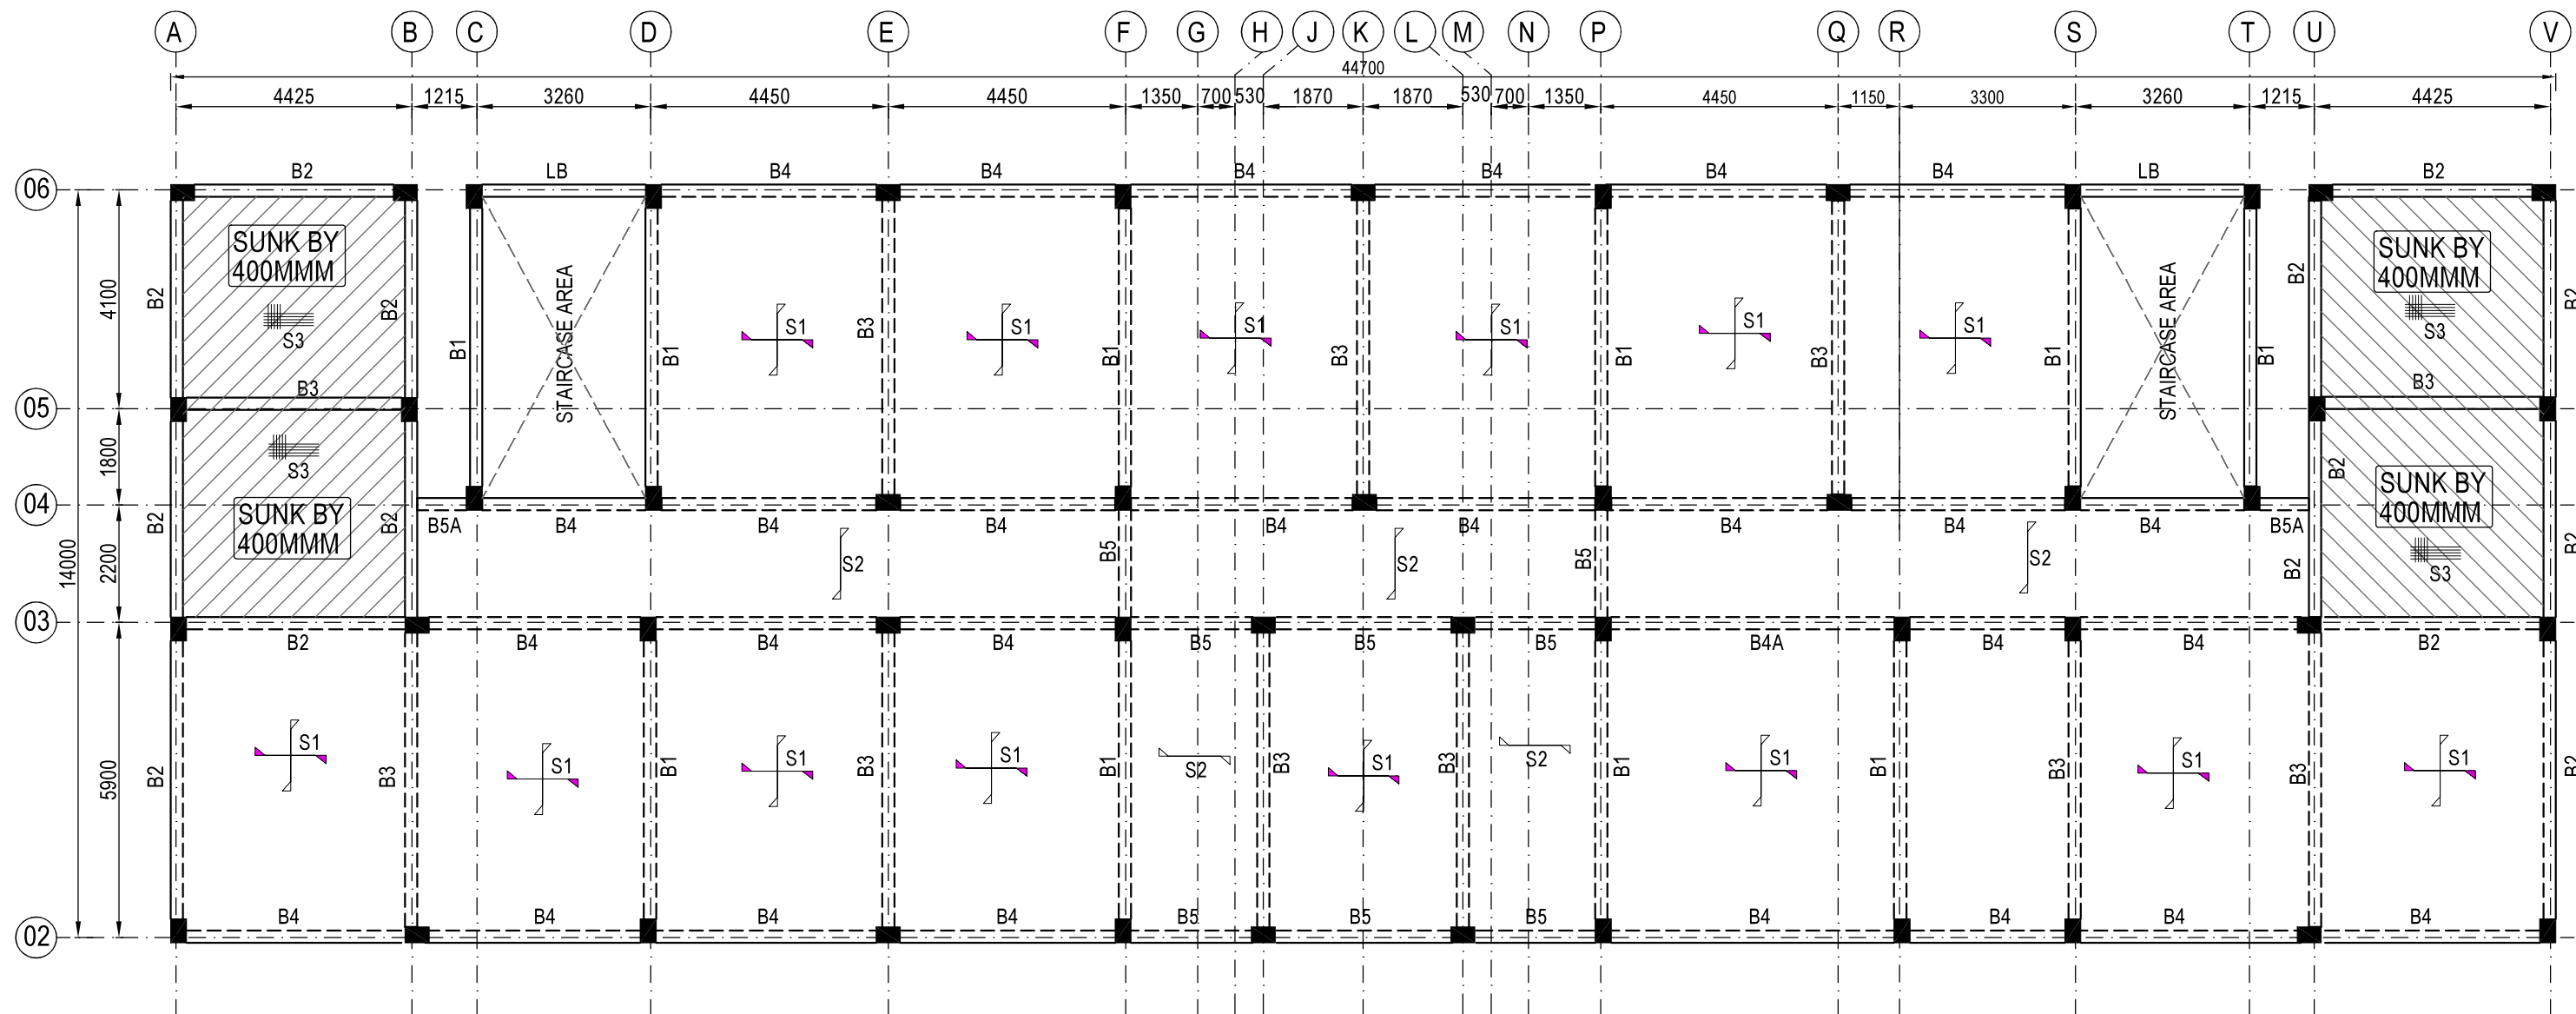 A B C D E F G H J K L M N P Q R S T U V
44700
4425 1215 3260 4450 4450 1350 700 530 1870 1870 530 700 1350 4450 1150 3300 3260 1215 4425
B2 LB B4 B4 B4 B4 B4 B4 LB B2
06
SUNK BY
400MMM
SUNK BY
400MMM
4100
B2 B2 B1 STAIRCASE AREA B1 B3 B1 B3 B1 B3 B1 STAIRCASE AREA B1 B2 B2
S3 S1 S1 S1 S1 S1 S1 S3
B3 B3
05
1800
S3
SUNK BY
400MMM
B2
SUNK BY
400MMM
04
B2 B2 B5A B4 B4 B4 B4 B4 B4 B4 B4 B5A
14000 2200
B5 B5 B2 B2
S2 S2 S2 S3
03
B2 B4 B4 B4 B5 B5 B5 B4A B4 B4 B2
5900
S1 S1 S1 S1 S2 S1 S2 S1 S1 S1
B2 B3 B1 B3 B1 B3 B3 B1 B1 B3 B3 B2
B4 B4 B4 B4 B5 B5 B5 B4 B4 B4 B4
02